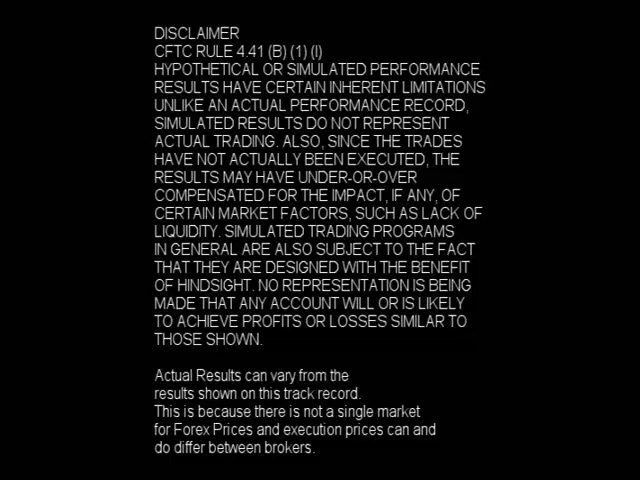 DISCLAIMER
CFTC RULE 4.41 (B) (1) (I)
HYPOTHETICAL OR SIMULATED PERFORMANCE
RESULTS HAVE CERTAIN INHERENT LIMITATIONS
UNLIKE AN ACTUAL PERFORMANCE RECORD,
SIMULATED RESULTS DO NOT REPRESENT
ACTUAL TRADING. ALSO, SINCE THE TRADES
HAVE NOT ACTUALLY BEEN EXECUTED, THE
RESULTS MAY HAVE UNDER-OR-OVER
COMPENSATED FOR THE IMPACT, IF ANY, OF
CERTAIN MARKET FACTORS, SUCH AS LACK OF
LIQUIDITY. SIMULATED TRADING PROGRAMS
IN GENERAL ARE ALSO SUBJECT TO THE FACT
THAT THEY ARE DESIGNED WITH THE BENEFIT
OF HINDSIGHT. NO REPRESENTATION IS BEING
MADE THAT ANY ACCOUNT WILL OR IS LIKELY
TO ACHIEVE PROFITS OR LOSSES SIMILAR TO
THOSE SHOWN.
Actual Results can vary from the
results shown on this track record.
This is because there is not a single market
for Forex Prices and execution prices can and
do differ between brokers.